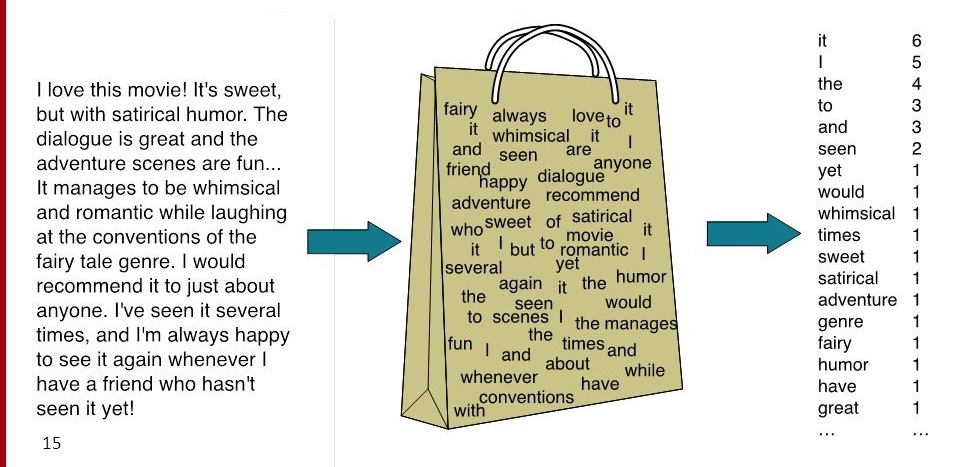 I love this movie! It's sweet,
but with satirical humor. The
dialogue is great and the
adventure scenes are fun...
It manages to be whimsical
and romantic while laughing
at the conventions of the
fairy tale genre. I would
recommend it to just about
anyone. I've seen it several
times, and I'm always happy
to see it again whenever I
have a friend who hasn't
seen it yet!
15
fairy always love to it
it whimsical it I
and seen are anyone
friend happy dialogue
adventure recommend
who sweet of satirical it
it I but to movie romantic I
several yet
again it the humor
the seen would
to scenes I the manages
fun the times and
I and about while
whenever have
conventions
with
it 6
I 5
the 4
to 3
and 3
seen 2
yet 1
would 1
whimsical 1
times 1
sweet 1
satirical 1
adventure 1
genre 1
fairy 1
humor 1
have 1
great 1
... ...